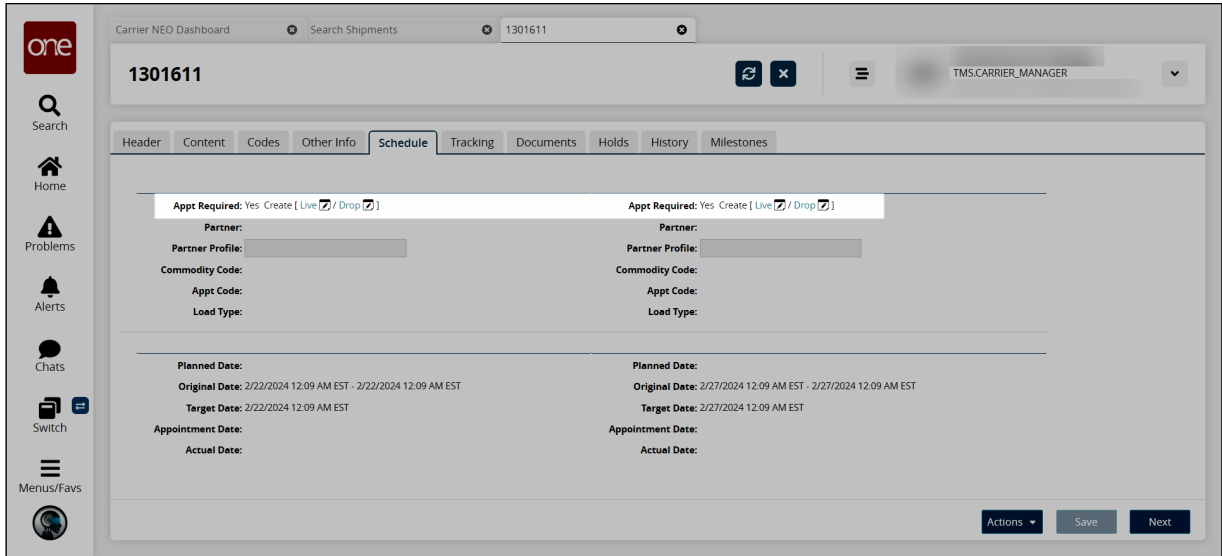 Carrier NEO Dashboard Search Shipments 1301611
one
1301611 TMS.CARRIER_MANAGER
Search
Header Content Codes Other Info Schedule Tracking Documents Holds History Milestones
Home
Appt Required: Yes Create [ Live / Drop ] Appt Required: Yes Create [ Live / Drop ]
Partner: Partner:
Problems
Partner Profile: Partner Profile:
Commodity Code: Commodity Code:
Appt Code: Appt Code:
Alerts
Load Type: Load Type:
Chats
Planned Date: Planned Date:
Original Date: 2/22/2024 12:09 AM EST - 2/22/2024 12:09 AM EST Original Date: 2/27/2024 12:09 AM EST - 2/27/2024 12:09 AM EST
Target Date: 2/22/2024 12:09 AM EST Target Date: 2/27/2024 12:09 AM EST
Switch
Appointment Date: Appointment Date:
Actual Date: Actual Date:
Menus/Favs
Actions Save Next